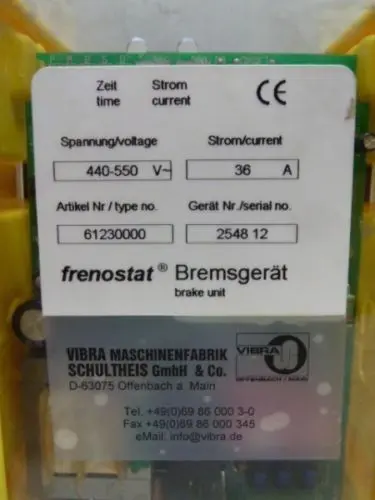 Zeit Strom
time current
CE
Spannung/voltage Strom/current
440-550 V~ 36 A
Artikel Nr / type no. Gerät Nr./serial no.
61230000 2548 12
frenostat® Bremsgerät
brake unit
VIBRA MASCHINENFABRIK
SCHULTHEIS GmbH & Co.
D-63075 Offenbach a Main
VIBRA
OFFENBACH / MAIN
Tel. +49(0)69 86 000 3-0
Fax +49(0)69 86 000 345
eMail: info@vibra.de